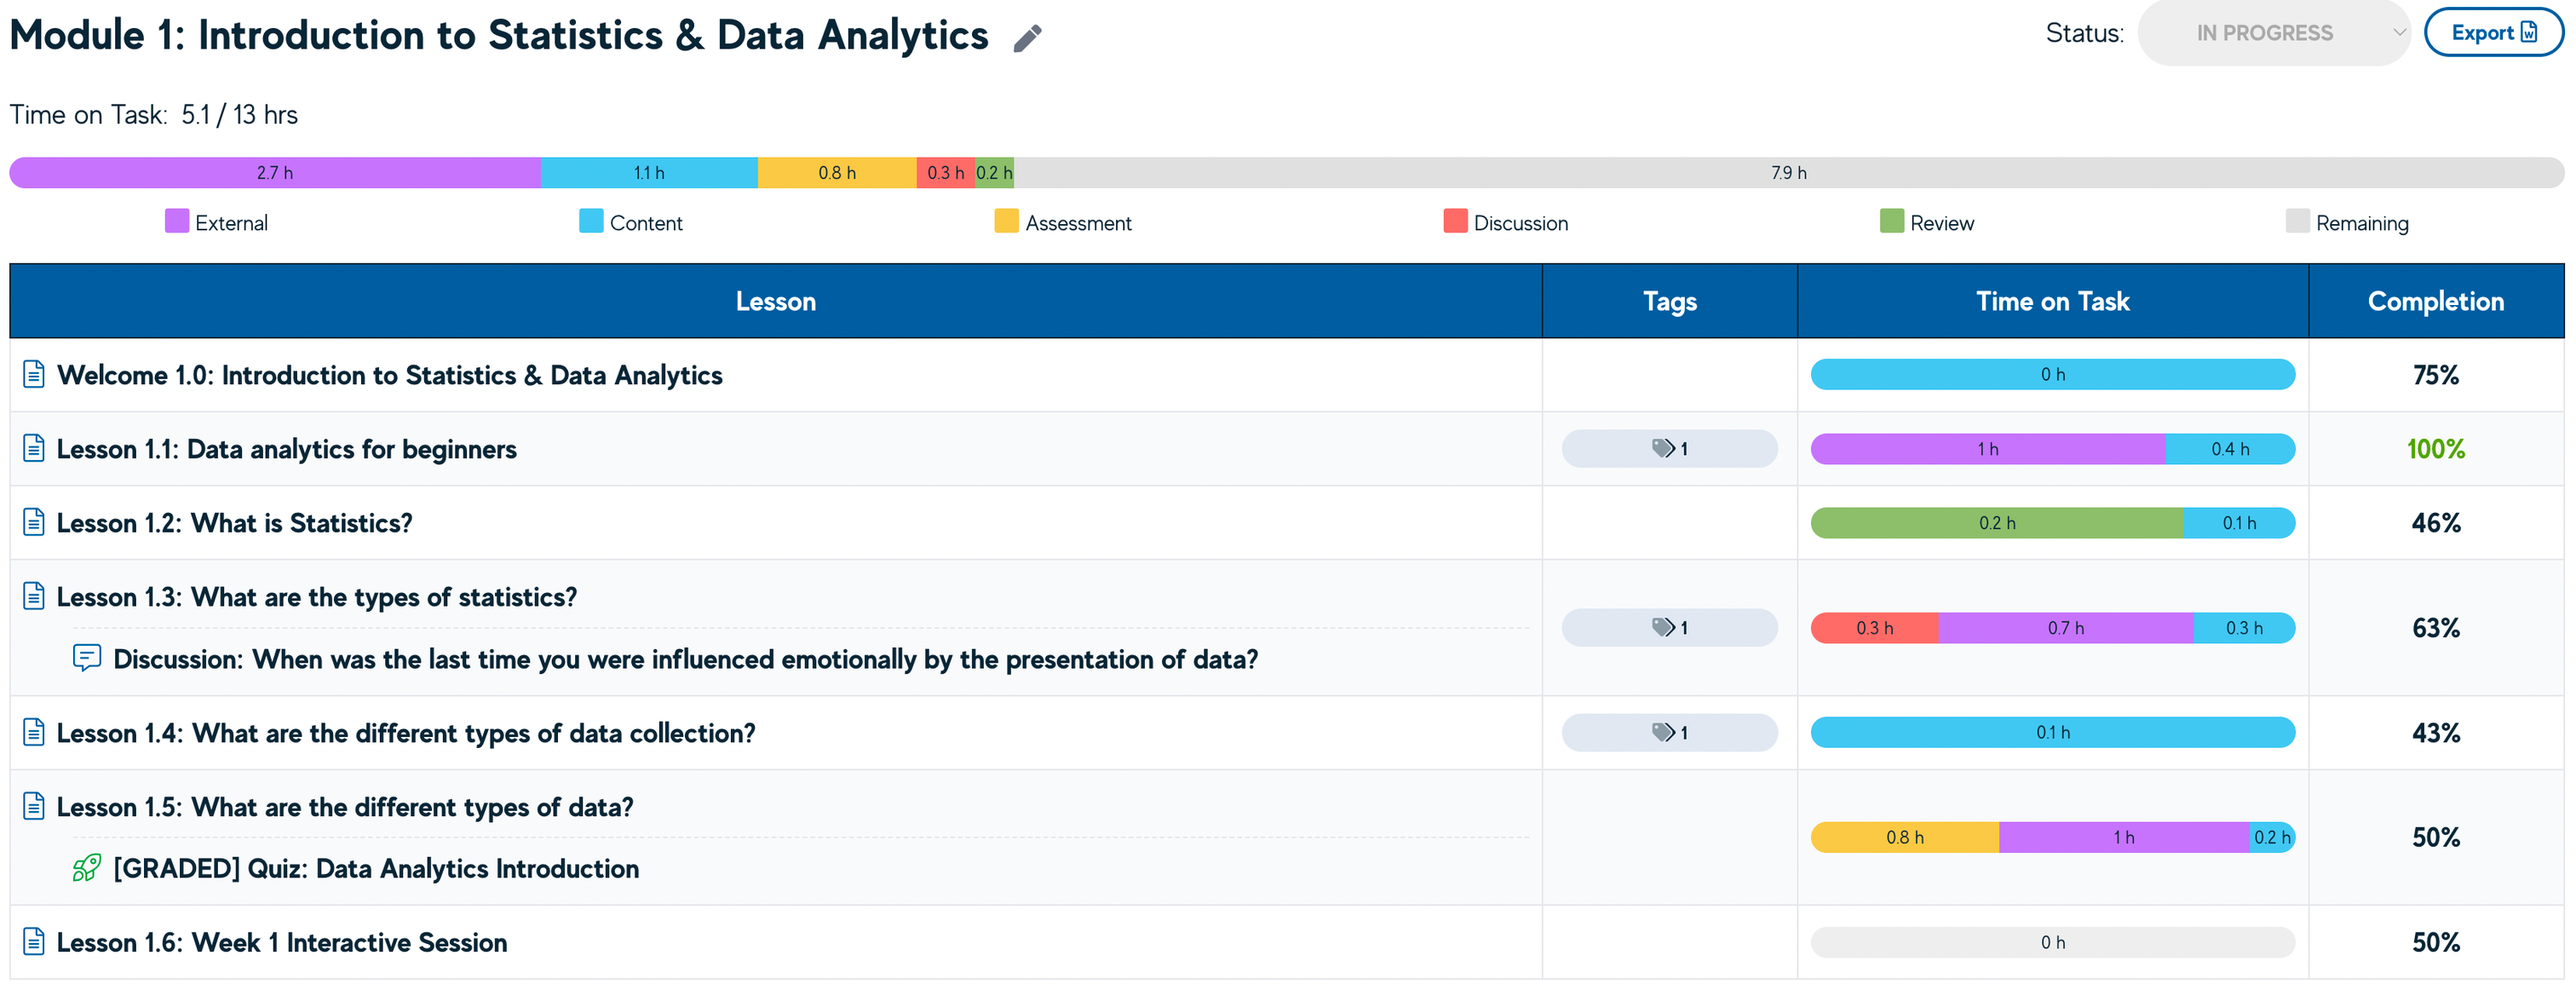 Module 1: Introduction to Statistics & Data Analytics
Status: IN PROGRESS Export
Time on Task: 5.1 / 13 hrs
2.7 h 1.1 h 0.8 h 0.3 h 0.2 h 7.9 h
External Content Assessment Discussion Review Remaining
Lesson Tags Time on Task Completion
Welcome 1.0: Introduction to Statistics & Data Analytics 0 h 75%
Lesson 1.1: Data analytics for beginners 1 1 h 0.4 h 100%
Lesson 1.2: What is Statistics? 0.2 h 0.1 h 46%
Lesson 1.3: What are the types of statistics?
1 0.3 h 0.7 h 0.3 h 63%
Discussion: When was the last time you were influenced emotionally by the presentation of data?
Lesson 1.4: What are the different types of data collection? 1 0.1 h 43%
Lesson 1.5: What are the different types of data?
0.8 h 1 h 0.2 h 50%
[GRADED] Quiz: Data Analytics Introduction
Lesson 1.6: Week 1 Interactive Session 0 h 50%